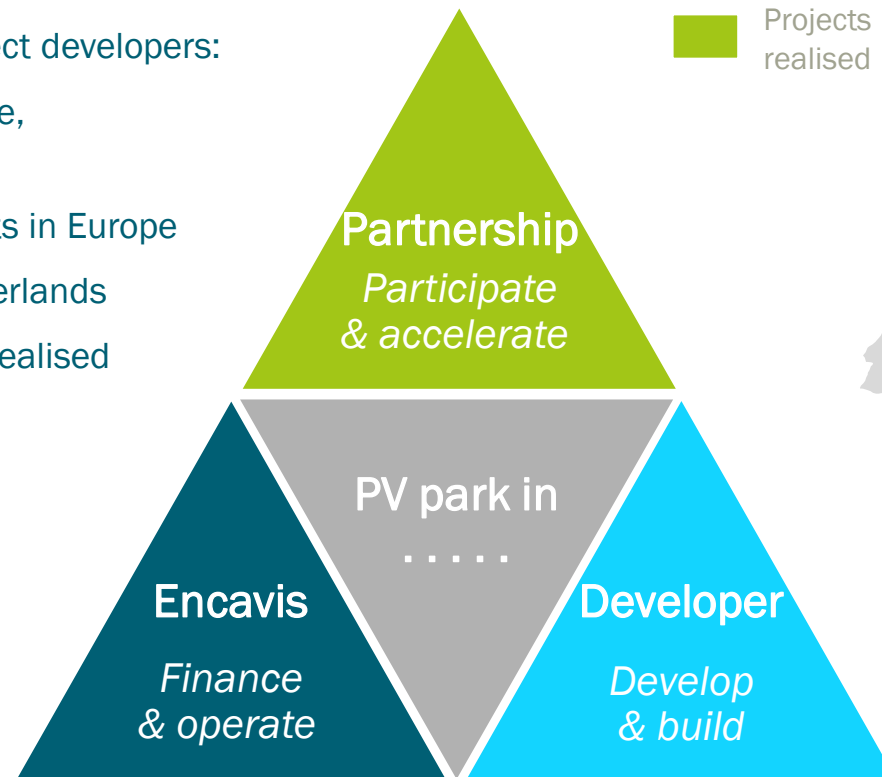 ct developers:
e,
ts in Europe
erlands
ealised
Projects
realised
Partnership
Participate
& accelerate
PV park in
. . . . .
Encavis
Finance
& operate
Developer
Develop
& build